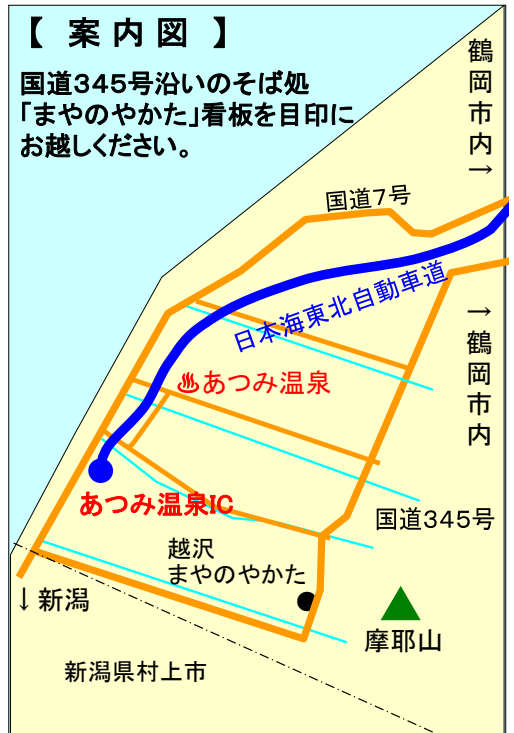 【 案 内 図 】
国道345号沿いのそば処
「まやのやかた」看板を目印に
お越しください。
鶴岡市内→
国道7号
日本海東北自動車道
→鶴岡市内
♨あつみ温泉
あつみ温泉IC
国道345号
越沢
まやのやかた
↓新潟
摩耶山
新潟県村上市